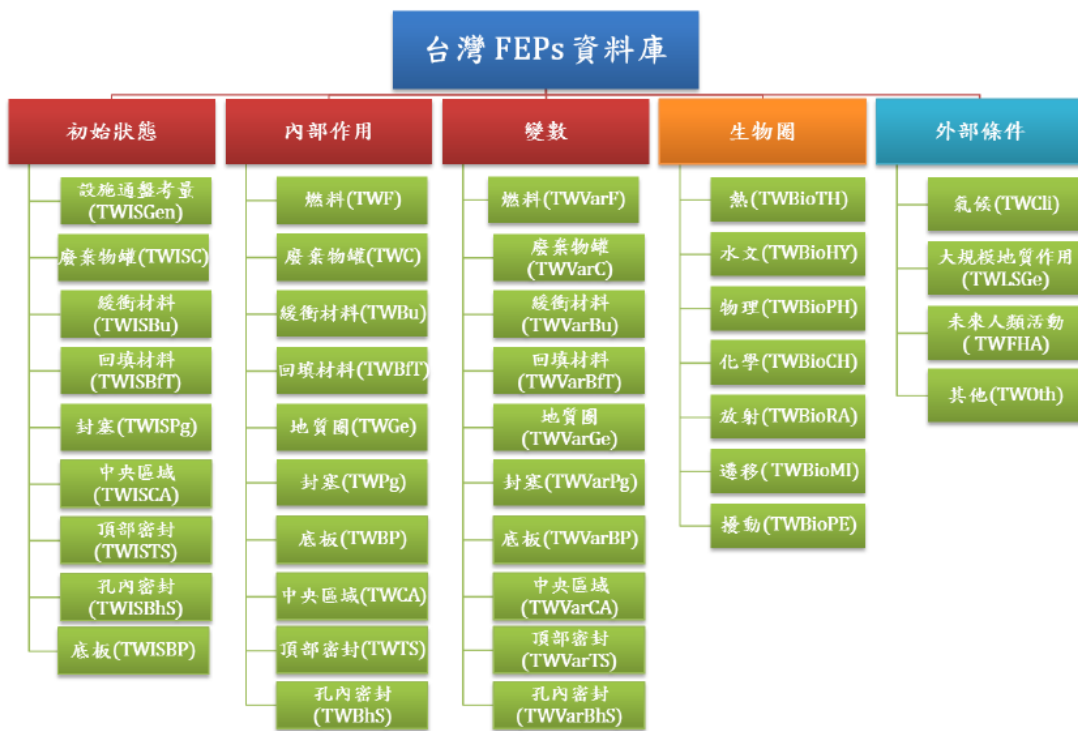 台灣 FEPs 資料庫
初始狀態
設施通盤考量
(TWISGen)
廢棄物罐(TWISC)
緩衝材料
(TWISBu)
回填材料
(TWISBfT)
封塞(TWISPg)
中央區域
(TWISCA)
頂部密封
(TWISTS)
孔內密封
(TWISBhS)
底板(TWISBP)
內部作用
燃料(TWF)
廢棄物罐(TWC)
緩衝材料(TWBu)
回填材料(TWBfT)
地質圈(TWGe)
封塞(TWPg)
底板(TWBP)
中央區域(TWCA)
頂部密封(TWTS)
孔內密封
(TWBhS)
變數
燃料(TWVarF)
廢棄物罐
(TWVarC)
緩衝材料
(TWVarBu)
回填材料
(TWVarBfT)
地質圈
(TWVarGe)
封塞(TWVarPg)
底板(TWVarBP)
中央區域
(TWVarCA)
頂部密封
(TWVarTS)
孔內密封
(TWVarBhS)
生物圈
熱(TWBioTH)
水文(TWBioHY)
物理(TWBioPH)
化學(TWBioCH)
放射(TWBioRA)
遷移(TWBioMI)
擾動(TWBioPE)
外部條件
氣候(TWCli)
大規模地質作用
(TWLSGe)
未來人類活動
( TWFHA)
其他(TWOth)